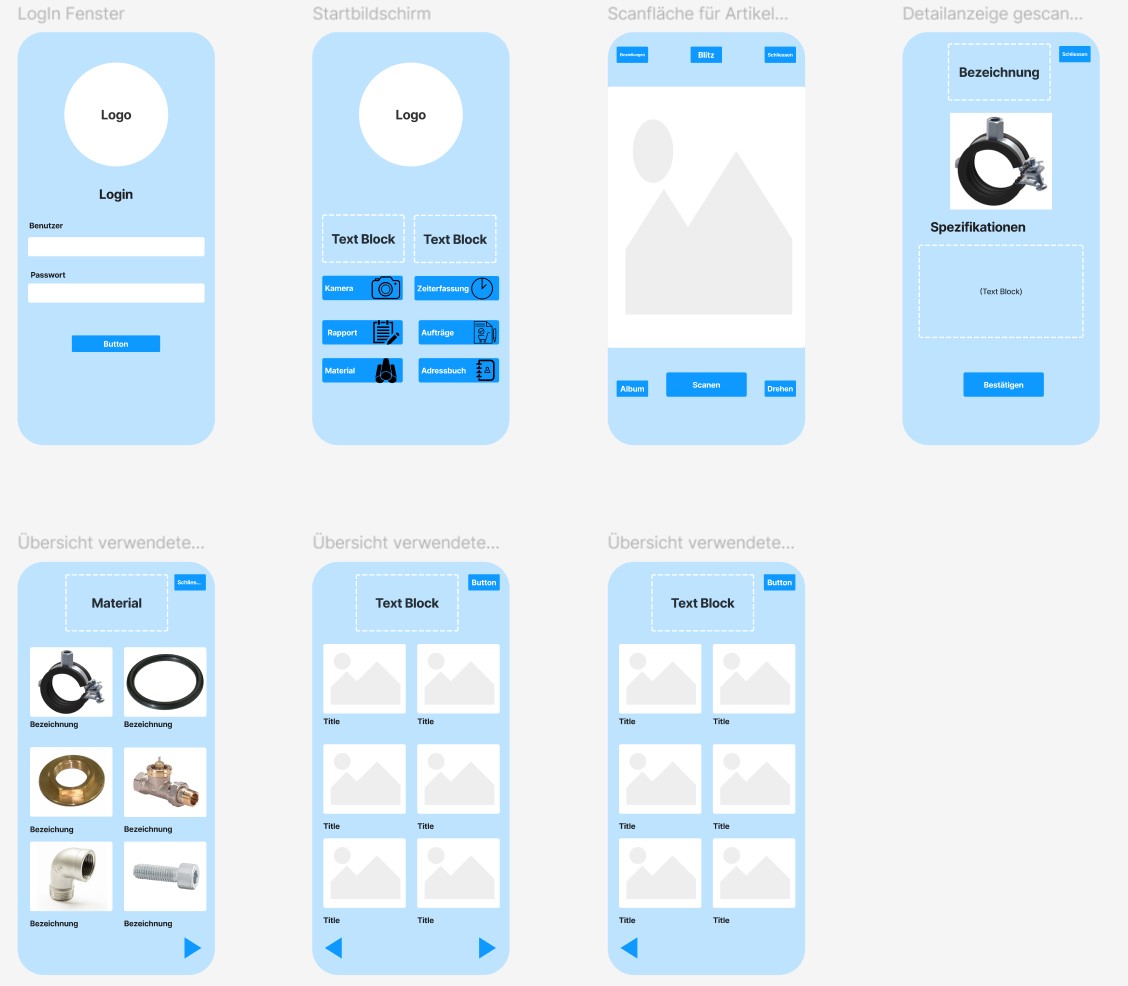 LogIn Fenster
Startbildschirm
Scanfläche für Artikel...
Detailanzeige gescan...
Logo
Login
Benutzer
Passwort
Button
Logo
Text Block
Text Block
Kamera
Zeiterfassung
Rapport
Aufträge
Material
Adressbuch
Blitz
Schliessen
Album
Scanen
Drehen
Schliessen
Bezeichnung
Spezifikationen
(Text Block)
Bestätigen
Übersicht verwendete...
Übersicht verwendete...
Übersicht verwendete...
Schlies...
Material
Bezeichnung
Bezeichnung
Bezeichung
Bezeichnung
Bezeichnung
Bezeichnung
Button
Text Block
Title
Title
Title
Title
Title
Title
Button
Text Block
Title
Title
Title
Title
Title
Title